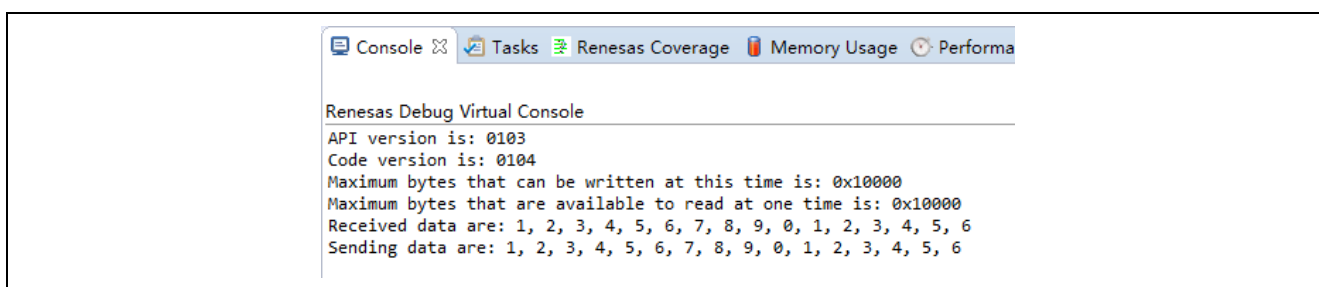 Console Tasks Renesas Coverage Memory Usage Performa
Renesas Debug Virtual Console
API version is: 0103
Code version is: 0104
Maximum bytes that can be written at this time is: 0x10000
Maximum bytes that are available to read at one time is: 0x10000
Received data are: 1, 2, 3, 4, 5, 6, 7, 8, 9, 0, 1, 2, 3, 4, 5, 6
Sending data are: 1, 2, 3, 4, 5, 6, 7, 8, 9, 0, 1, 2, 3, 4, 5, 6